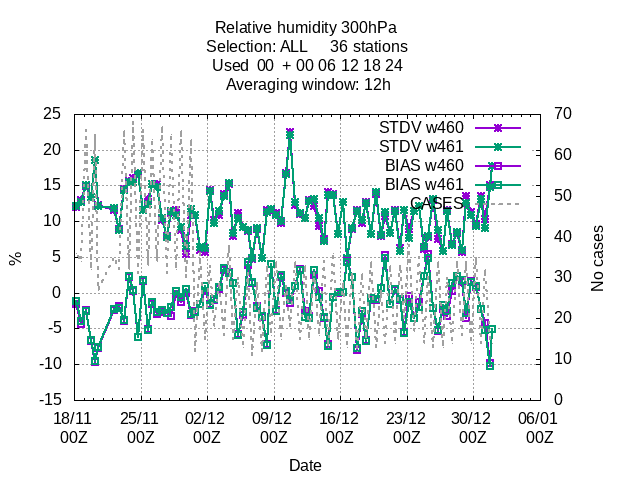 Relative humidity 300hPa
Selection: ALL 36 stations
Used 00 + 00 06 12 18 24
Averaging window: 12h
25 70
STDV w460
STDV w461
20 60
BIAS w460
BIAS w461
15 50
CASES
10 40
5 30
0 20
-5
-10 10
-15 0
%
No cases
18/11 25/11 02/12 09/12 16/12 23/12 30/12 06/01
00Z 00Z 00Z 00Z 00Z 00Z 00Z 00Z
Date